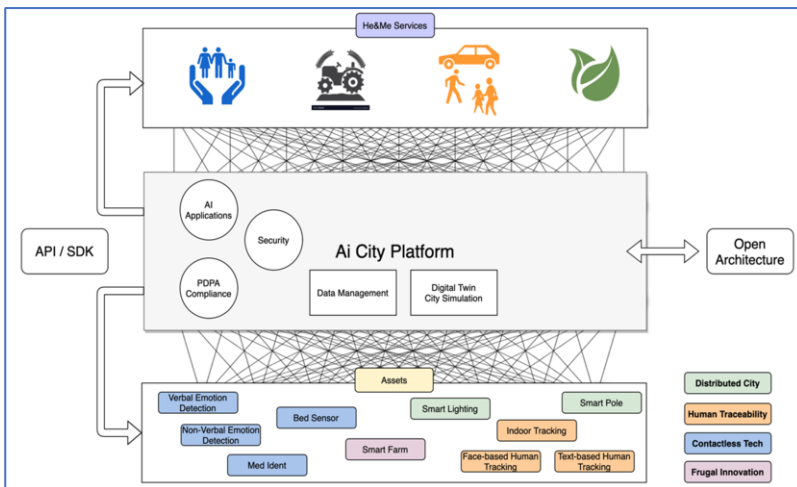 He&Me Services
AI
Applications
Security
API / SDK
Ai City Platform
Open
Architecture
PDPA
Compliance
Data Management
Digital Twin
City Simulation
Assets
Verbal Emotion
Detection
Non-Verbal Emotion
Detection
Bed Sensor
Med Ident
Smart Lighting
Smart Farm
Smart Pole
Indoor Tracking
Face-based Human
Tracking
Text-based Human
Tracking
Distributed City
Human Traceability
Contactless Tech
Frugal Innovation